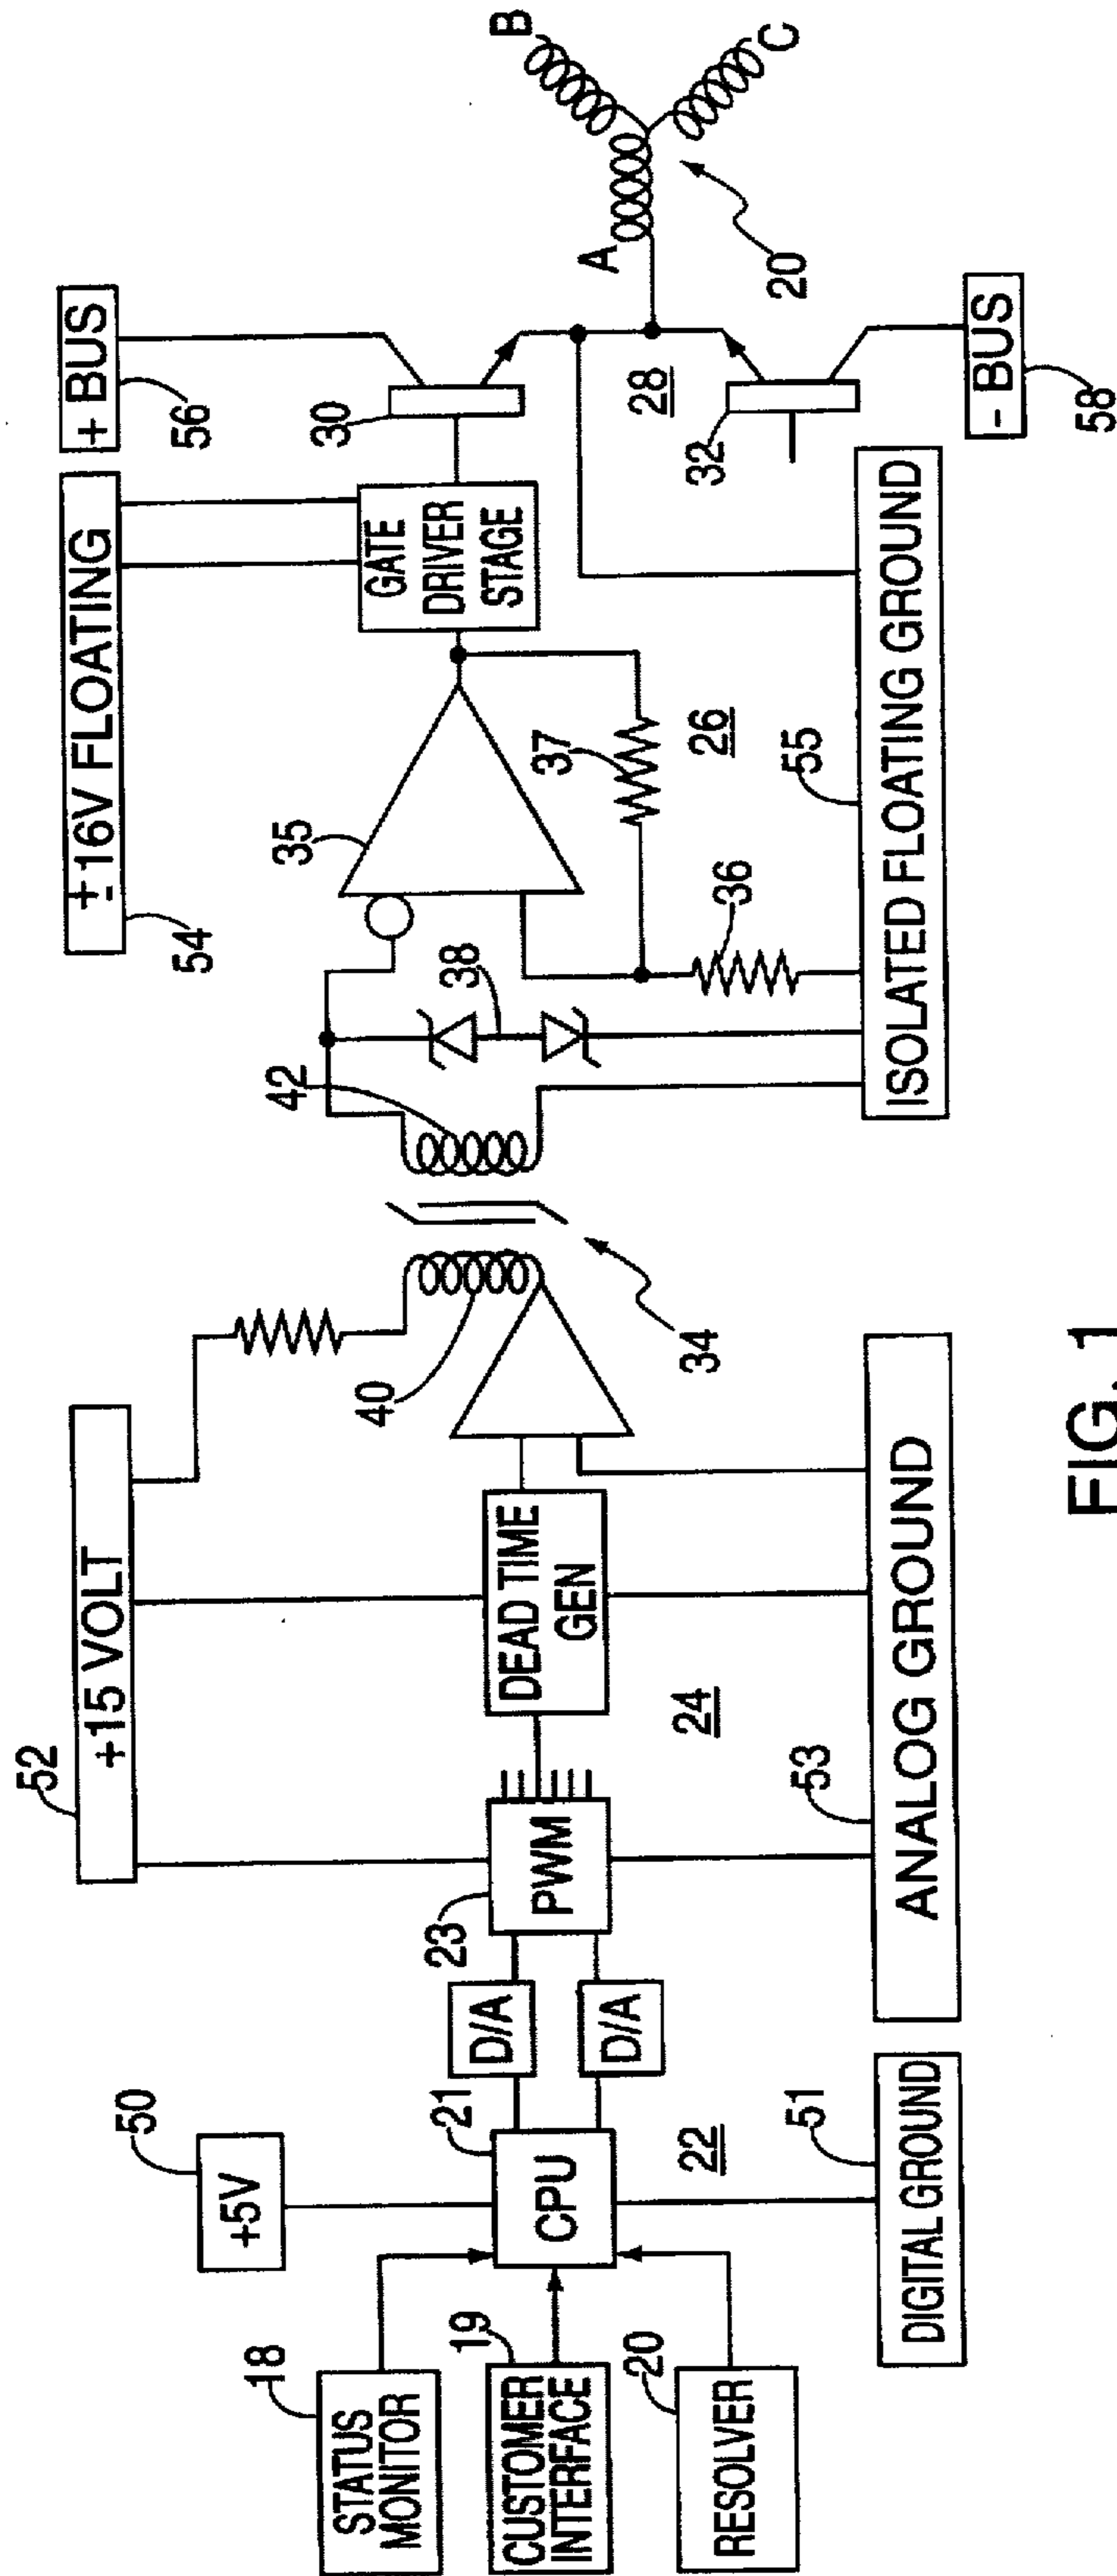 +5V
50
+15 VOLT
52
±16V FLOATING
54
+ BUS
56
STATUS
MONITOR
18
CUSTOMER
INTERFACE
19
RESOLVER
20
CPU
21
22
D/A
D/A
PWM
23
24
DEAD TIME
GEN
40
34
42
38
35
36
37
26
GATE
DRIVER
STAGE
30
28
32
A
B
C
20
DIGITAL GROUND
51
ANALOG GROUND
53
ISOLATED FLOATING GROUND
55
- BUS
58
FIG. 1